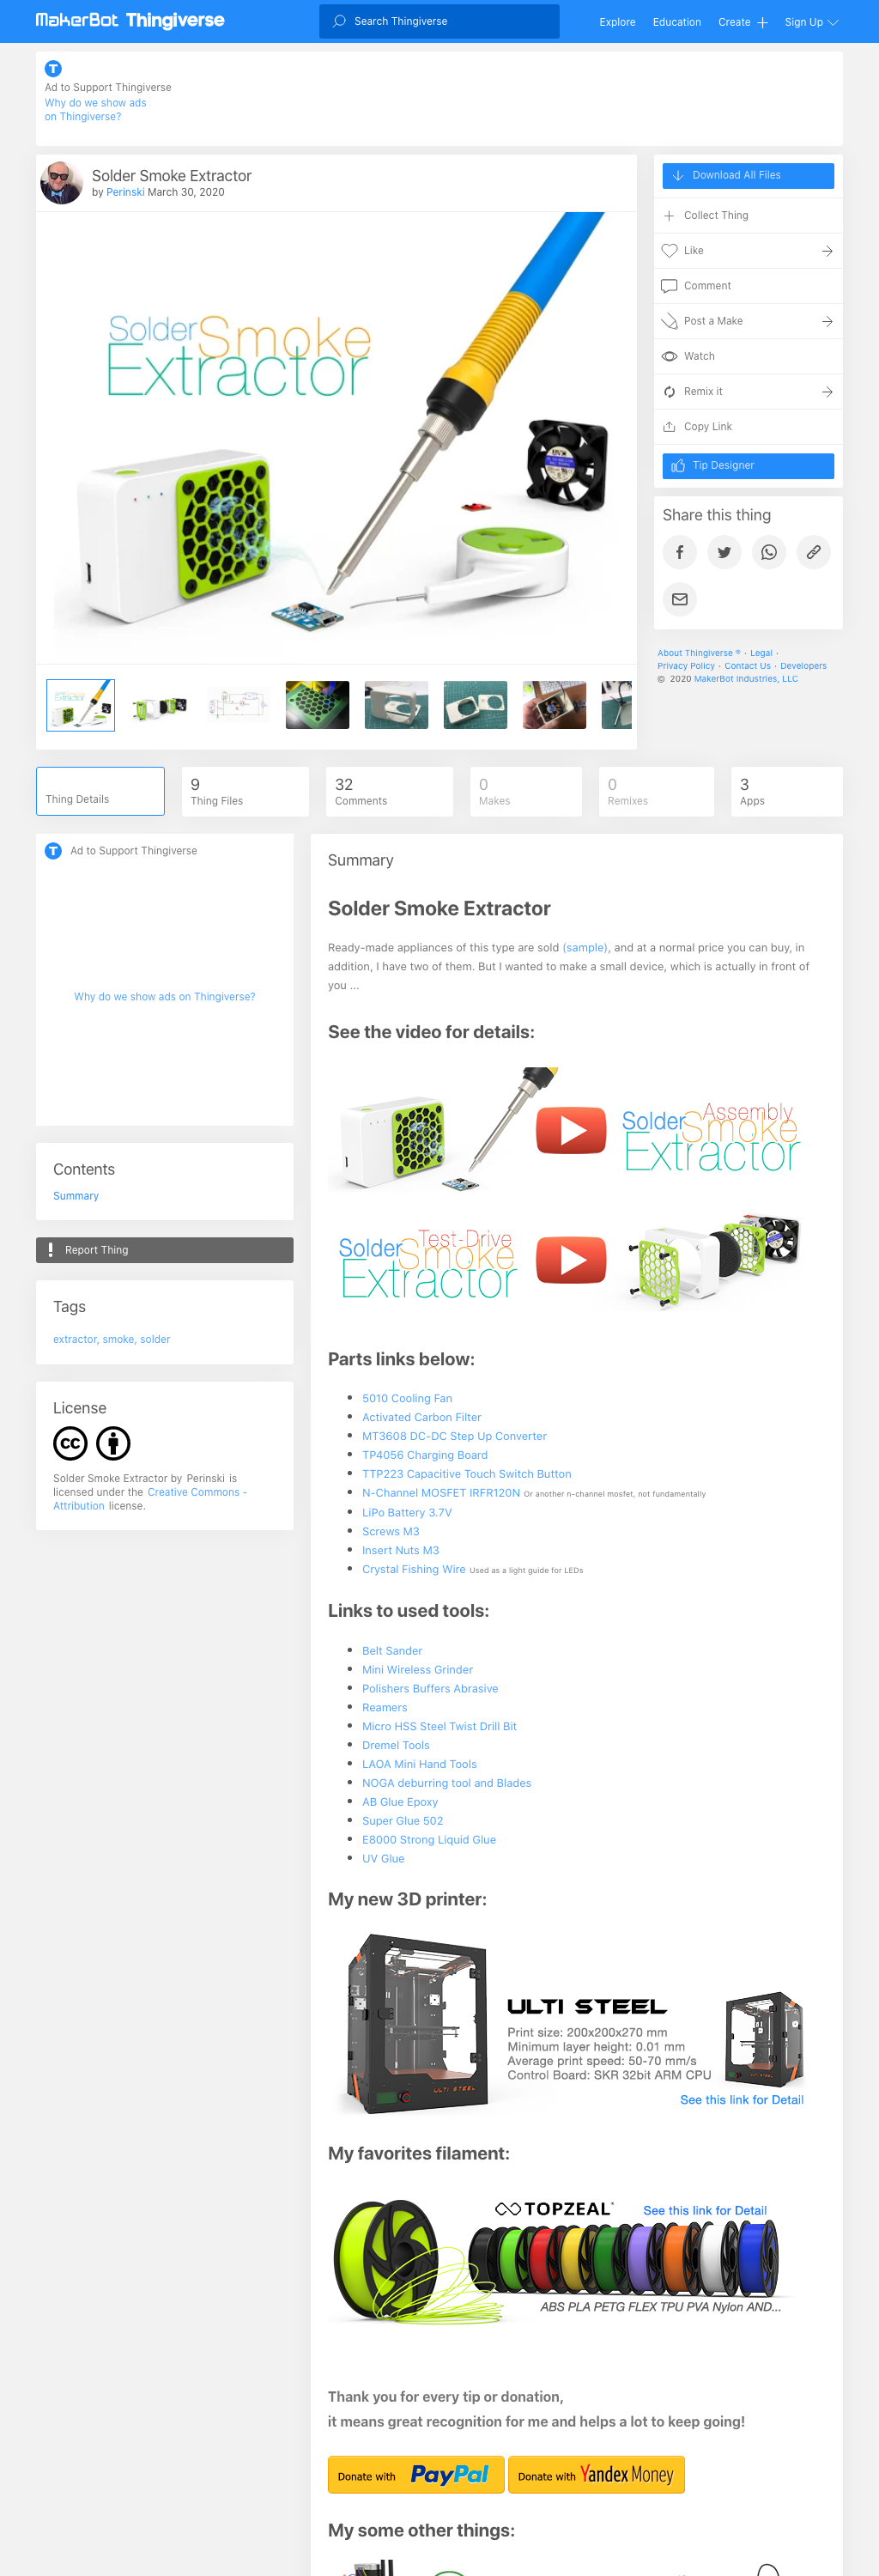 MakerBot Thingiverse
Search Thingiverse
Explore
Education
Create
Sign Up
Ad to Support Thingiverse
Why do we show ads
on Thingiverse?
Solder Smoke Extractor
by Perinski March 30, 2020
Solder Smoke
Extractor
Download All Files
Collect Thing
Like
Comment
Post a Make
Watch
Remix it
Copy Link
Tip Designer
Share this thing
About Thingiverse ® · Legal ·
Privacy Policy · Contact Us · Developers
© 2020 MakerBot Industries, LLC
Thing Details
9
Thing Files
32
Comments
0
Makes
0
Remixes
3
Apps
Ad to Support Thingiverse
Why do we show ads on Thingiverse?
Contents
Summary
Report Thing
Tags
extractor, smoke, solder
License
Solder Smoke Extractor by Perinski is
licensed under the Creative Commons -
Attribution license.
Summary
Solder Smoke Extractor
Ready-made appliances of this type are sold (sample), and at a normal price you can buy, in
addition, I have two of them. But I wanted to make a small device, which is actually in front of
you ...
See the video for details:
Assembly
Solder Smoke
Extractor
Test-Drive
Solder Smoke
Extractor
Parts links below:
5010 Cooling Fan
Activated Carbon Filter
MT3608 DC-DC Step Up Converter
TP4056 Charging Board
TTP223 Capacitive Touch Switch Button
N-Channel MOSFET IRFR120N Or another n-channel mosfet, not fundamentally
LiPo Battery 3.7V
Screws M3
Insert Nuts M3
Crystal Fishing Wire Used as a light guide for LEDs
Links to used tools:
Belt Sander
Mini Wireless Grinder
Polishers Buffers Abrasive
Reamers
Micro HSS Steel Twist Drill Bit
Dremel Tools
LAOA Mini Hand Tools
NOGA deburring tool and Blades
AB Glue Epoxy
Super Glue 502
E8000 Strong Liquid Glue
UV Glue
My new 3D printer:
ULTI STEEL
Print size: 200x200x270 mm
Minimum layer height: 0.01 mm
Average print speed: 50-70 mm/s
Control Board: SKR 32bit ARM CPU
ULTI STEEL
See this link for Detail
My favorites filament:
TOPZEAL
See this link for Detail
ABS PLA PETG FLEX TPU PVA Nylon AND...
Thank you for every tip or donation,
it means great recognition for me and helps a lot to keep going!
Donate with PayPal
Donate with Yandex Money
My some other things: